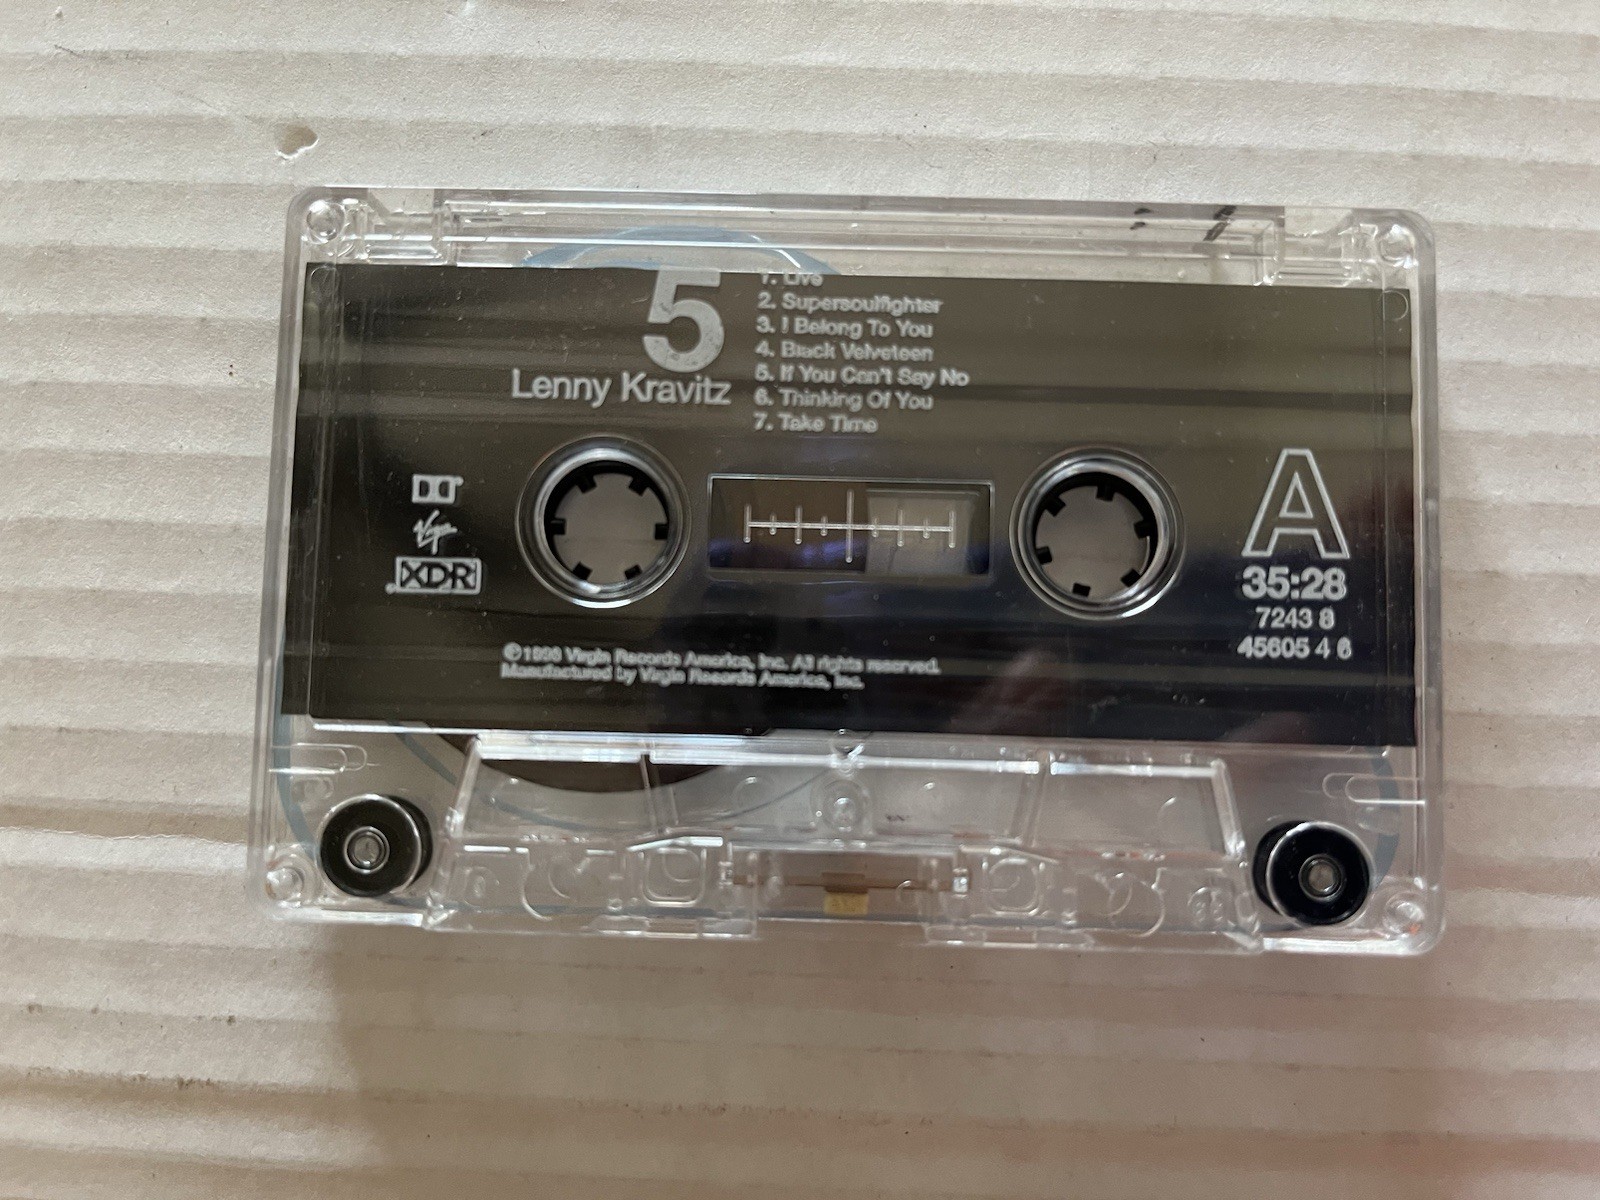 5
Lenny Kravitz
1. Live
2. Supersoulfighter
3. I Belong To You
4. Black Velveteen
5. If You Can't Say No
6. Thinking Of You
7. Take Time
Virgin
XDR
A
35:28
7243 8
45605 4 6
©1998 Virgin Records America, Inc. All rights reserved.
Manufactured by Virgin Records America, Inc.